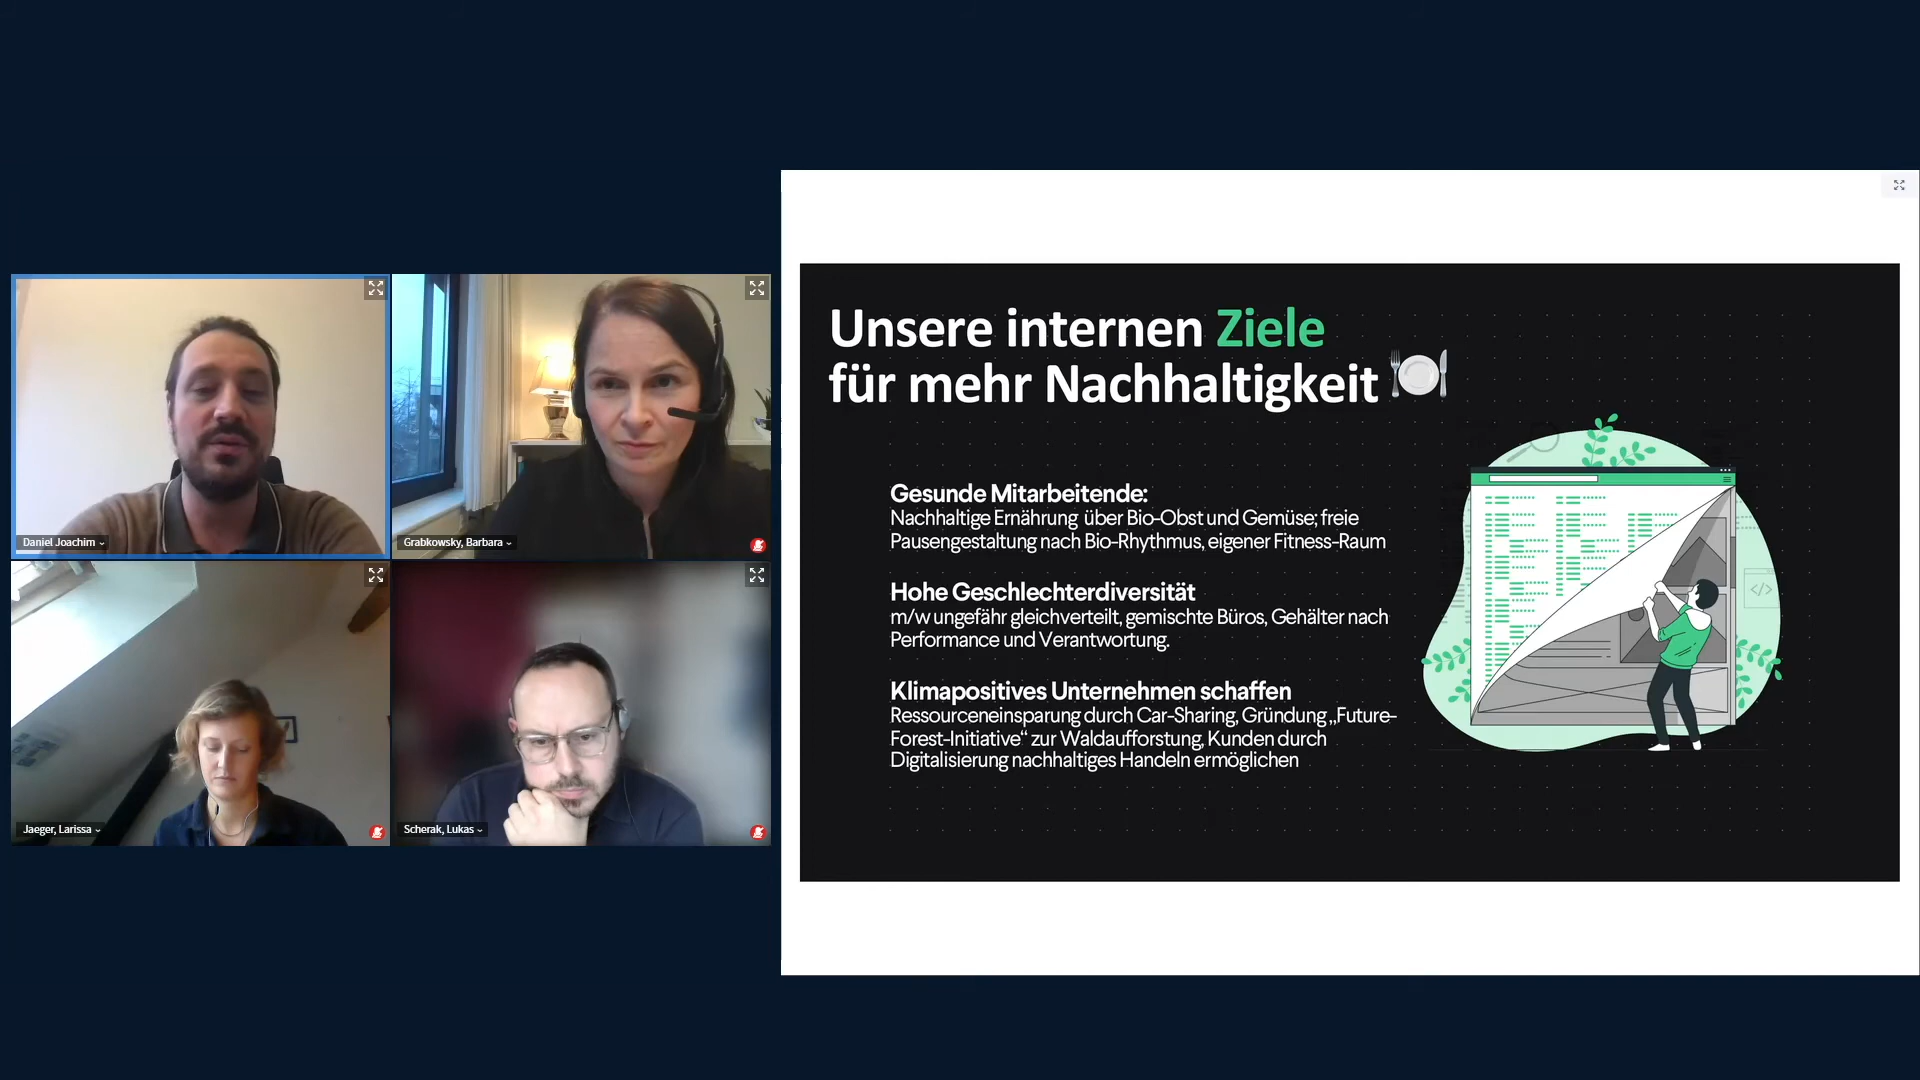 Daniel Joachim
Grabkowsky, Barbara
Jaeger, Larissa
Scherak, Lukas
Unsere internen Ziele
für mehr Nachhaltigkeit
Gesunde Mitarbeitende:
Nachhaltige Ernährung über Bio-Obst und Gemüse; freie
Pausengestaltung nach Bio-Rhythmus, eigener Fitness-Raum
Hohe Geschlechterdiversität
m/w ungefähr gleichverteilt, gemischte Büros, Gehälter nach
Performance und Verantwortung.
Klimapositives Unternehmen schaffen
Ressourceneinsparung durch Car-Sharing, Gründung „Future-
Forest-Initiative“ zur Waldaufforstung, Kunden durch
Digitalisierung nachhaltiges Handeln ermöglichen